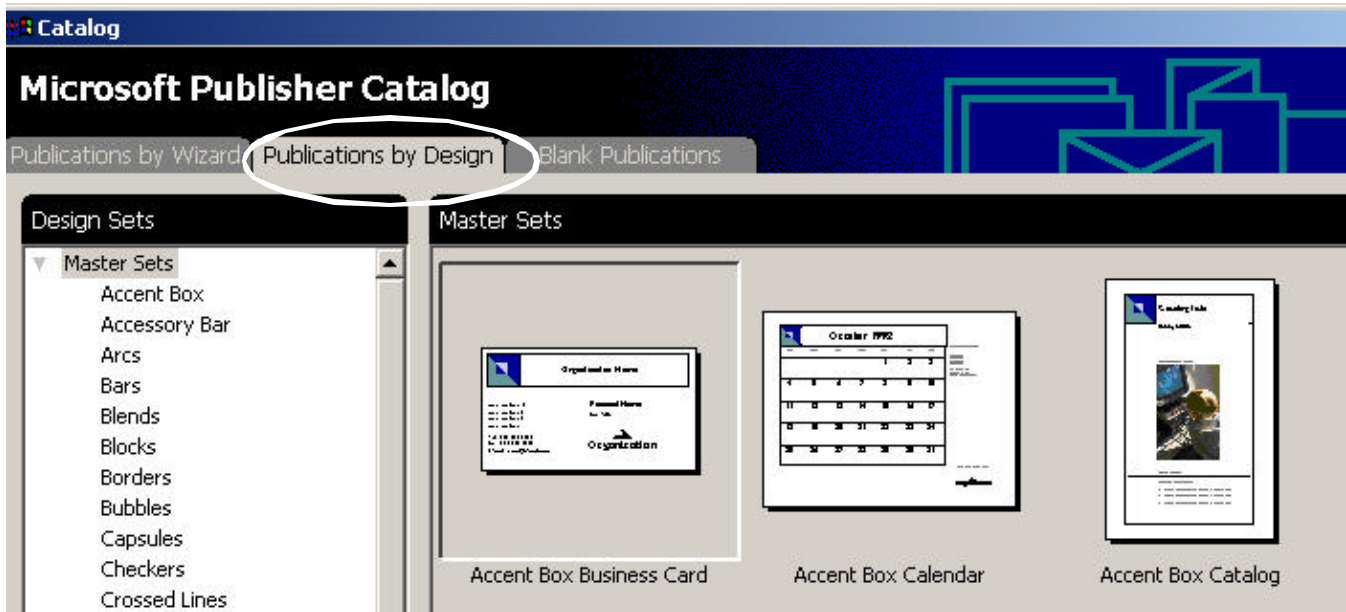 Catalog
Microsoft Publisher Catalog
Publications by Wizard
Publications by Design
Blank Publications
Design Sets
Master Sets
Master Sets
Accent Box
Accessory Bar
Arcs
Bars
Blends
Blocks
Borders
Bubbles
Capsules
Checkers
Crossed Lines
Organization Name
Organization
October 1992
Accent Box Business Card
Accent Box Calendar
Accent Box Catalog